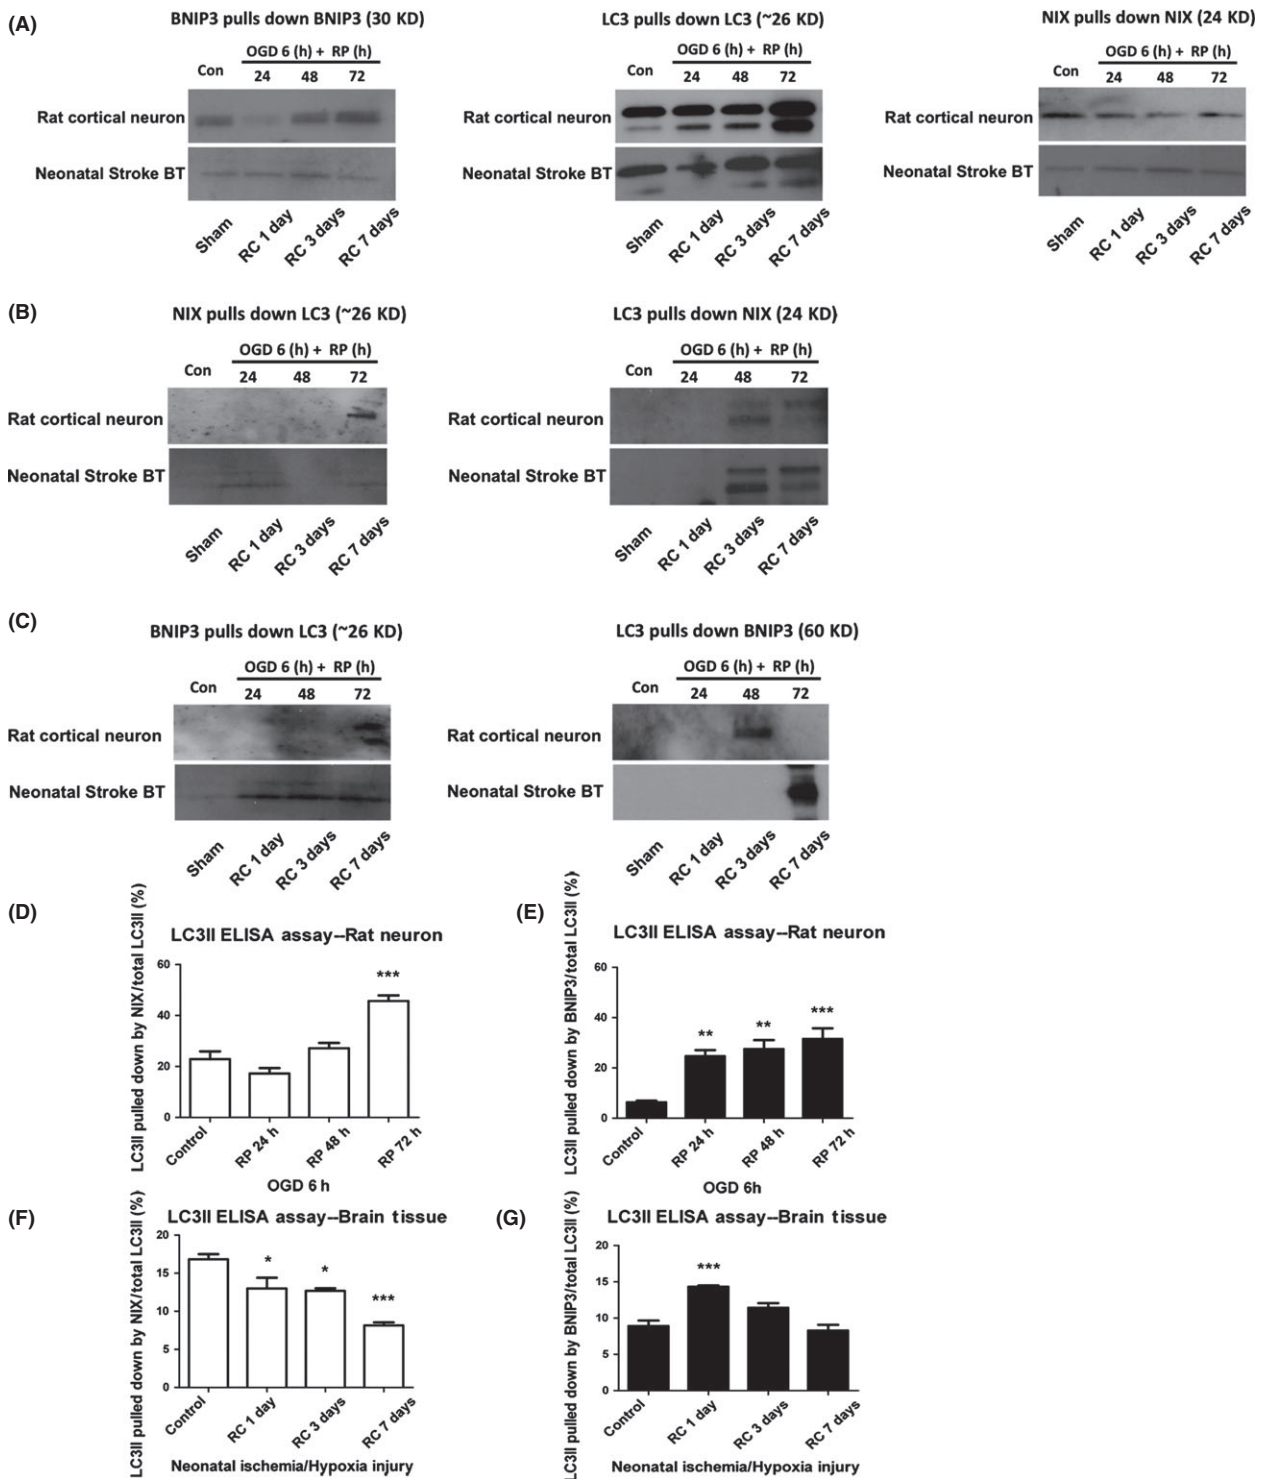 (A)
BNIP3 pulls down BNIP3 (30 KD)
OGD 6 (h) + RP (h)
Con
24 48 72
Rat cortical neuron
Neonatal Stroke BT
Sham RC 1 day RC 3 days RC 7 days
LC3 pulls down LC3 (~26 KD)
OGD 6 (h) + RP (h)
Con
24 48 72
Rat cortical neuron
Neonatal Stroke BT
Sham RC 1 day RC 3 days RC 7 days
NIX pulls down NIX (24 KD)
OGD 6 (h) + RP (h)
Con
24 48 72
Rat cortical neuron
Neonatal Stroke BT
Sham RC 1 day RC 3 days RC 7 days
(B)
NIX pulls down LC3 (~26 KD)
OGD 6 (h) + RP (h)
Con
24 48 72
Rat cortical neuron
Neonatal Stroke BT
Sham RC 1 day RC 3 days RC 7 days
LC3 pulls down NIX (24 KD)
OGD 6 (h) + RP (h)
Con
24 48 72
Rat cortical neuron
Neonatal Stroke BT
Sham RC 1 day RC 3 days RC 7 days
(C)
BNIP3 pulls down LC3 (~26 KD)
OGD 6 (h) + RP (h)
Con
24 48 72
Rat cortical neuron
Neonatal Stroke BT
Sham RC 1 day RC 3 days RC 7 days
LC3 pulls down BNIP3 (60 KD)
OGD 6 (h) + RP (h)
Con
24 48 72
Rat cortical neuron
Neonatal Stroke BT
Sham RC 1 day RC 3 days RC 7 days
(D)
LC3II ELISA assay--Rat neuron
LC3II pulled down by NIX/total LC3II (%)
60
40
20
0
***
Control RP 24 h RP 48 h RP 72 h
OGD 6 h
(E)
LC3II ELISA assay--Rat neuron
LC3II pulled down by BNIP3/total LC3II (%)
60
40
20
0
** ** ***
Control RP 24 h RP 48 h RP 72 h
OGD 6h
(F)
LC3II ELISA assay--Brain tissue
LC3II pulled down by NIX/total LC3II (%)
20
15
10
5
0
* * ***
Control RC 1 day RC 3 days RC 7 days
Neonatal ischemia/Hypoxia injury
(G)
LC3II ELISA assay--Brain tissue
LC3II pulled down by BNIP3/total LC3II (%)
20
15
10
5
0
***
Control RC 1 day RC 3 days RC 7 days
Neonatal ischemia/Hypoxia injury